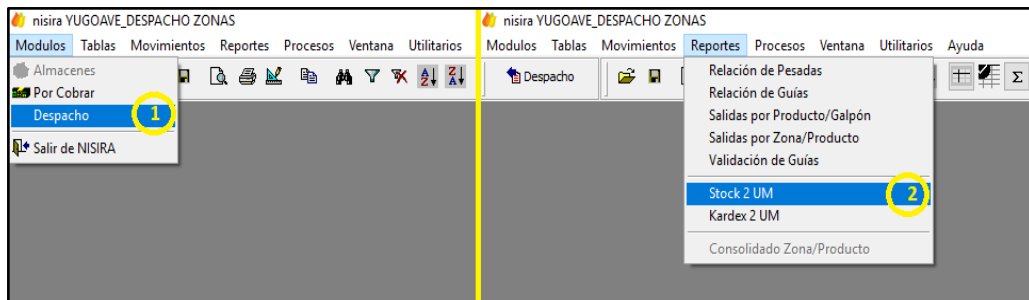 nisira YUGOAVE_DESPACHO ZONAS
Modulos Tablas Movimientos Reportes Procesos Ventana Utilitarios
Almacenes
Por Cobrar
Despacho 1
Salir de NISIRA
nisira YUGOAVE_DESPACHO ZONAS
Modulos Tablas Movimientos Reportes Procesos Ventana Utilitarios Ayuda
Despacho
Relación de Pesadas
Relación de Guías
Salidas por Producto/Galpón
Salidas por Zona/Producto
Validación de Guías
Stock 2 UM 2
Kardex 2 UM
Consolidado Zona/Producto